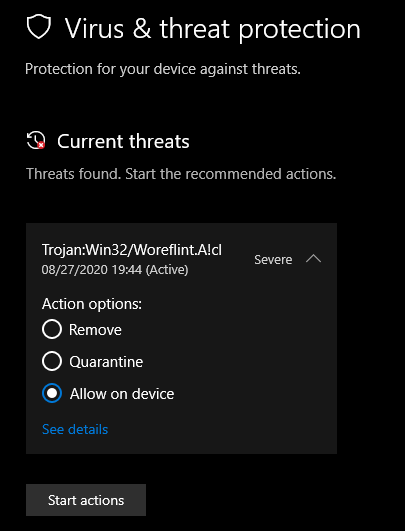 Virus & threat protection
Protection for your device against threats.
Current threats
Threats found. Start the recommended actions.
Trojan:Win32/Woreflint.A!cl
08/27/2020 19:44 (Active)
Severe
Action options:
Remove
Quarantine
Allow on device
See details
Start actions